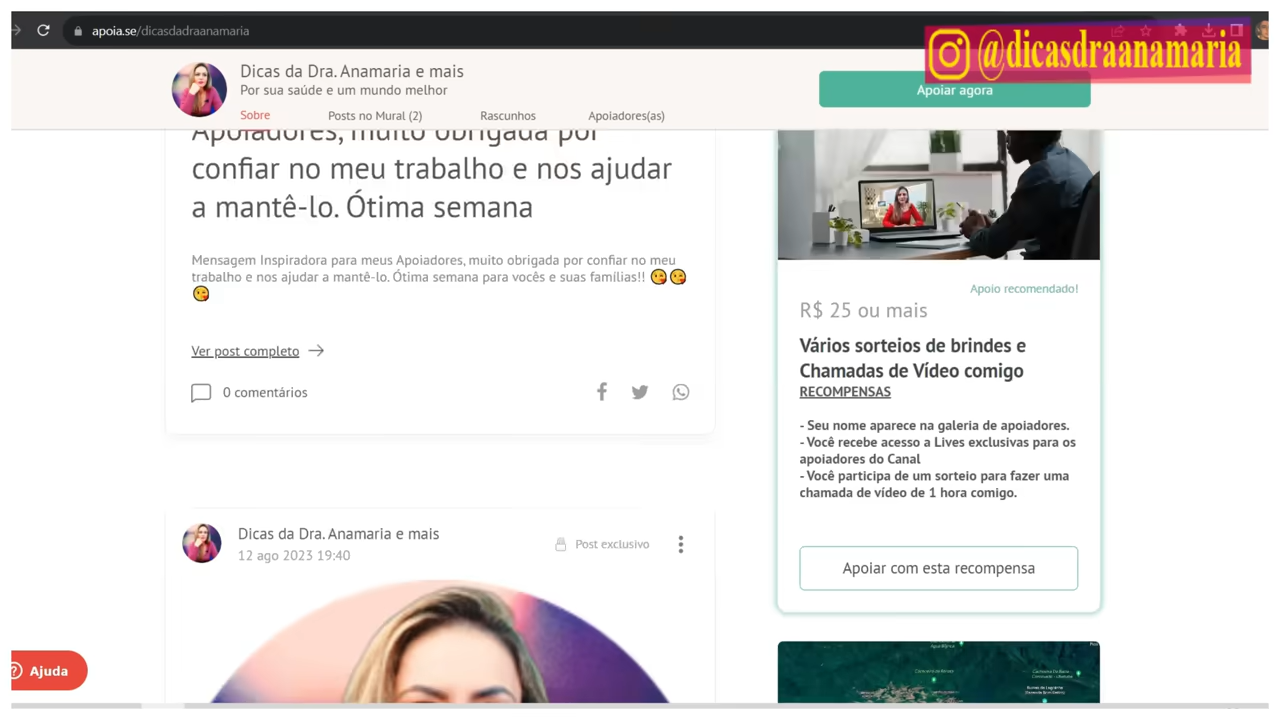 apoia.se/dicasdadraanamaria
@dicasdraanamaria
Dicas da Dra. Anamaria e mais
Por sua saúde e um mundo melhor
Apoiar agora
Sobre
Posts no Mural (2)
Rascunhos
Apoiadores(as)
Apoiadores, muito obrigada por
confiar no meu trabalho e nos ajudar
a mantê-lo. Ótima semana
Mensagem Inspiradora para meus Apoiadores, muito obrigada por confiar no meu
trabalho e nos ajudar a mantê-lo. Ótima semana para vocês e suas famílias!! 😘😘
😘
Ver post completo
0 comentários
Dicas da Dra. Anamaria e mais
12 ago 2023 19:40
Post exclusivo
Apoio recomendado!
R$ 25 ou mais
Vários sorteios de brindes e
Chamadas de Vídeo comigo
RECOMPENSAS
- Seu nome aparece na galeria de apoiadores.
- Você recebe acesso a Lives exclusivas para os
apoiadores do Canal
- Você participa de um sorteio para fazer uma
chamada de vídeo de 1 hora comigo.
Apoiar com esta recompensa
Ajuda